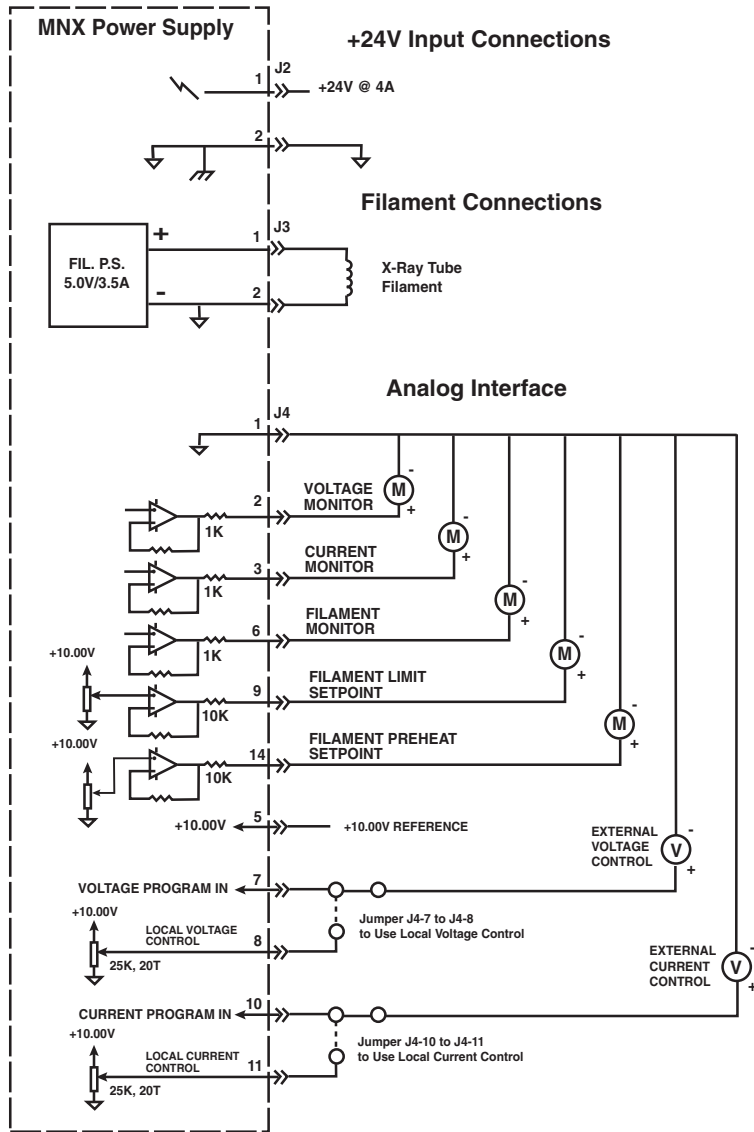 MNX Power Supply
+24V Input Connections
1
J2
+24V @ 4A
2
Filament Connections
FIL. P.S.
5.0V/3.5A
+
-
1
J3
2
X-Ray Tube
Filament
Analog Interface
1
J4
2
VOLTAGE
MONITOR
1K
M
-
+
3
CURRENT
MONITOR
1K
M
-
+
6
FILAMENT
MONITOR
1K
M
-
+
+10.00V
9
FILAMENT LIMIT
SETPOINT
10K
M
-
+
+10.00V
14
FILAMENT PREHEAT
SETPOINT
10K
M
-
+
+10.00V
5
+10.00V REFERENCE
EXTERNAL
VOLTAGE
CONTROL
V
-
+
VOLTAGE PROGRAM IN
7
+10.00V
LOCAL VOLTAGE
CONTROL
8
25K, 20T
Jumper J4-7 to J4-8
to Use Local Voltage Control
EXTERNAL
CURRENT
CONTROL
V
-
+
CURRENT PROGRAM IN
10
+10.00V
LOCAL CURRENT
CONTROL
11
25K, 20T
Jumper J4-10 to J4-11
to Use Local Current Control